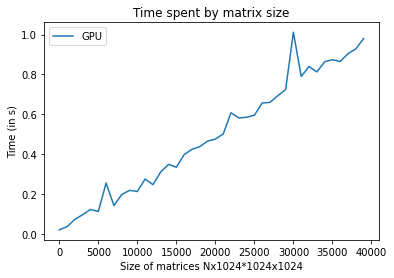 Time spent by matrix size
GPU
1.0
0.8
0.6
0.4
0.2
0.0
Time (in s)
0 5000 10000 15000 20000 25000 30000 35000 40000
Size of matrices Nx1024*1024x1024